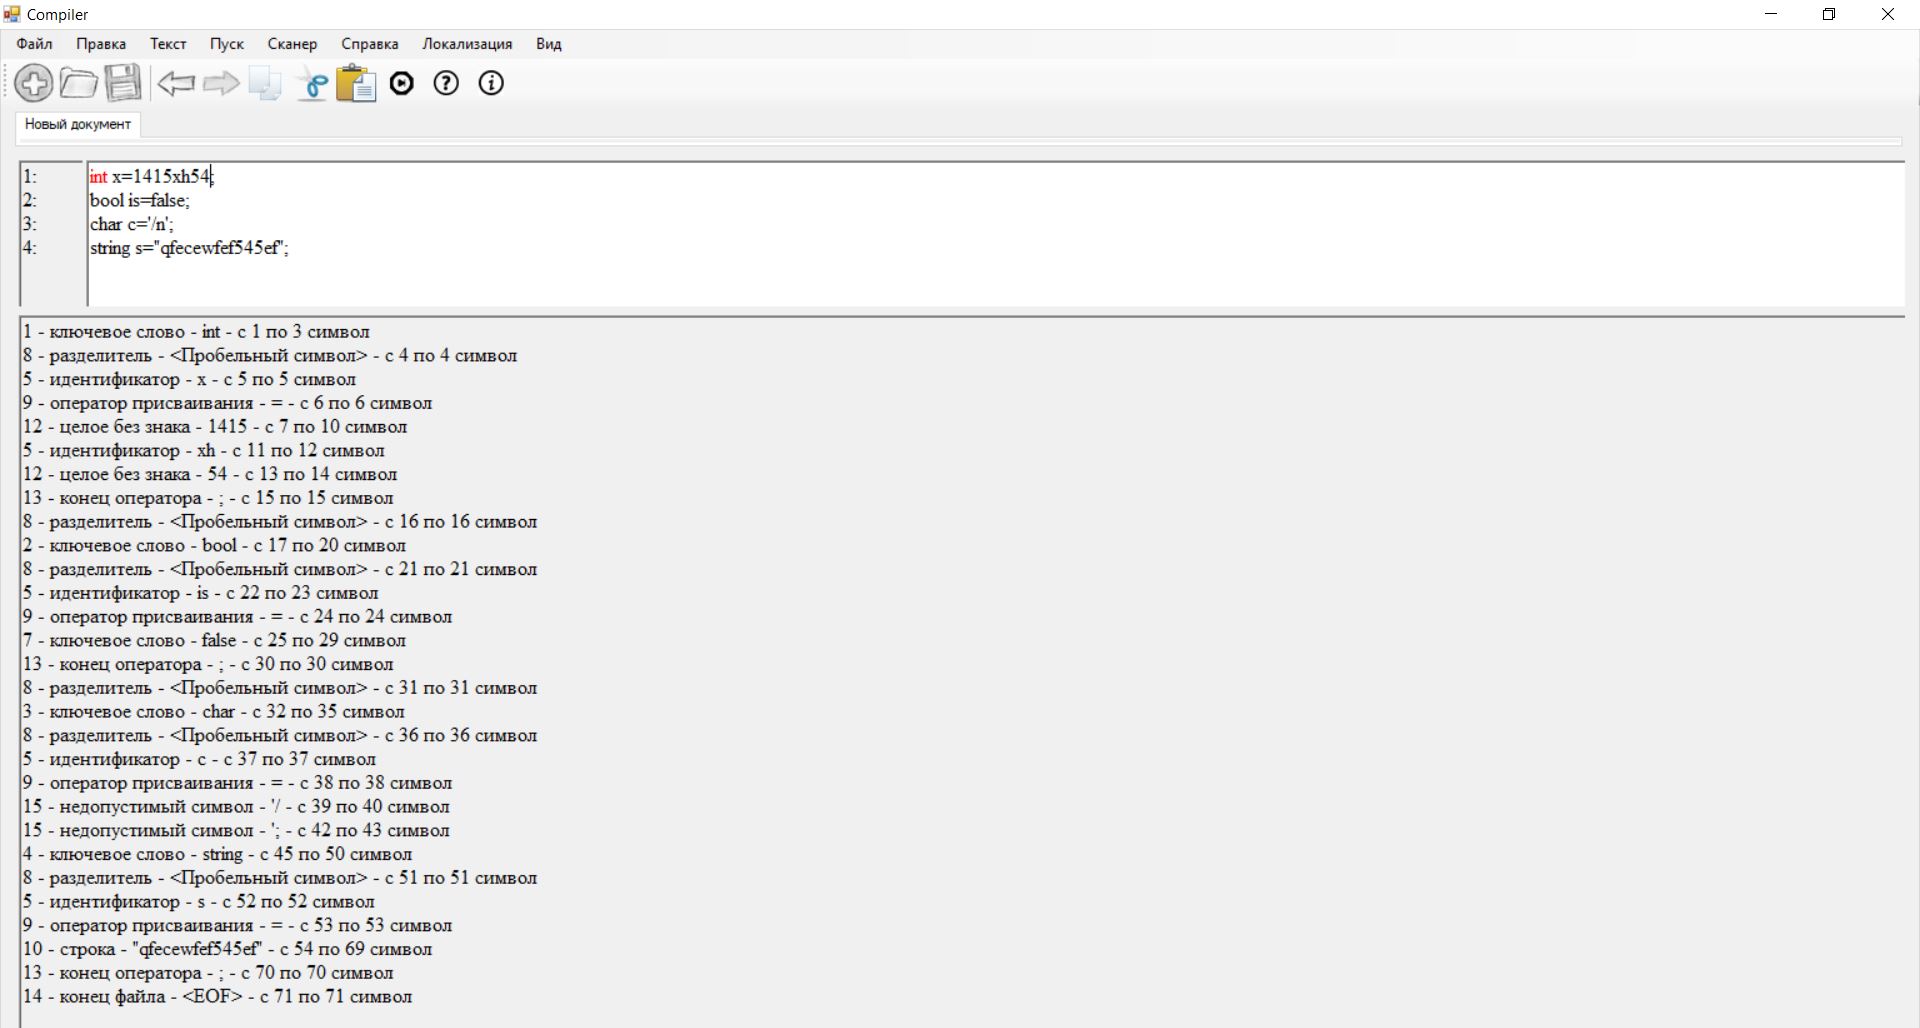 Compiler
Файл Правка Текст Пуск Сканер Справка Локализация Вид
Новый документ
1: int x=1415xh54;
2: bool is=false;
3: char c='/n';
4: string s="qfecewfef545ef";
1 - ключевое слово - int - с 1 по 3 символ
8 - разделитель - <Пробельный символ> - с 4 по 4 символ
5 - идентификатор - x - с 5 по 5 символ
9 - оператор присваивания - = - с 6 по 6 символ
12 - целое без знака - 1415 - с 7 по 10 символ
5 - идентификатор - xh - с 11 по 12 символ
12 - целое без знака - 54 - с 13 по 14 символ
13 - конец оператора - ; - с 15 по 15 символ
8 - разделитель - <Пробельный символ> - с 16 по 16 символ
2 - ключевое слово - bool - с 17 по 20 символ
8 - разделитель - <Пробельный символ> - с 21 по 21 символ
5 - идентификатор - is - с 22 по 23 символ
9 - оператор присваивания - = - с 24 по 24 символ
7 - ключевое слово - false - с 25 по 29 символ
13 - конец оператора - ; - с 30 по 30 символ
8 - разделитель - <Пробельный символ> - с 31 по 31 символ
3 - ключевое слово - char - с 32 по 35 символ
8 - разделитель - <Пробельный символ> - с 36 по 36 символ
5 - идентификатор - c - с 37 по 37 символ
9 - оператор присваивания - = - с 38 по 38 символ
15 - недопустимый символ - '/ - с 39 по 40 символ
15 - недопустимый символ - '; - с 42 по 43 символ
4 - ключевое слово - string - с 45 по 50 символ
8 - разделитель - <Пробельный символ> - с 51 по 51 символ
5 - идентификатор - s - с 52 по 52 символ
9 - оператор присваивания - = - с 53 по 53 символ
10 - строка - "qfecewfef545ef" - с 54 по 69 символ
13 - конец оператора - ; - с 70 по 70 символ
14 - конец файла - <EOF> - с 71 по 71 символ